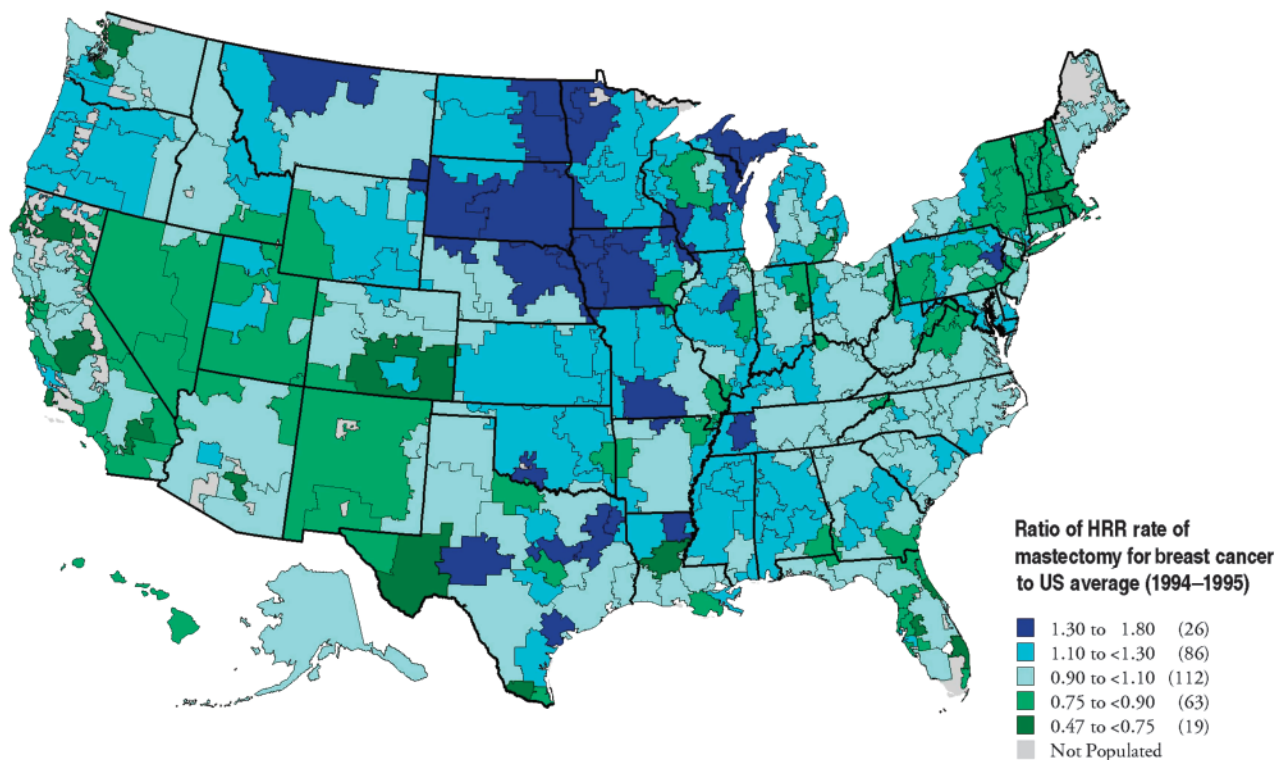 Ratio of HRR rate of
mastectomy for breast cancer
to US average (1994–1995)
1.30 to 1.80 (26)
1.10 to <1.30 (86)
0.90 to <1.10 (112)
0.75 to <0.90 (63)
0.47 to <0.75 (19)
Not Populated